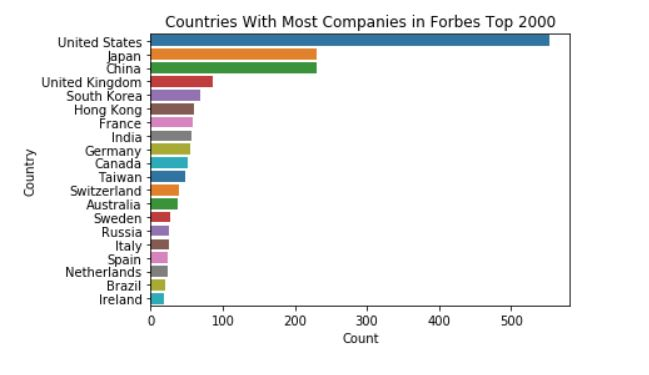 Countries With Most Companies in Forbes Top 2000
United States
Japan
China
United Kingdom
South Korea
Hong Kong
France
India
Germany
Canada
Taiwan
Switzerland
Australia
Sweden
Russia
Italy
Spain
Netherlands
Brazil
Ireland
Country
0 100 200 300 400 500
Count